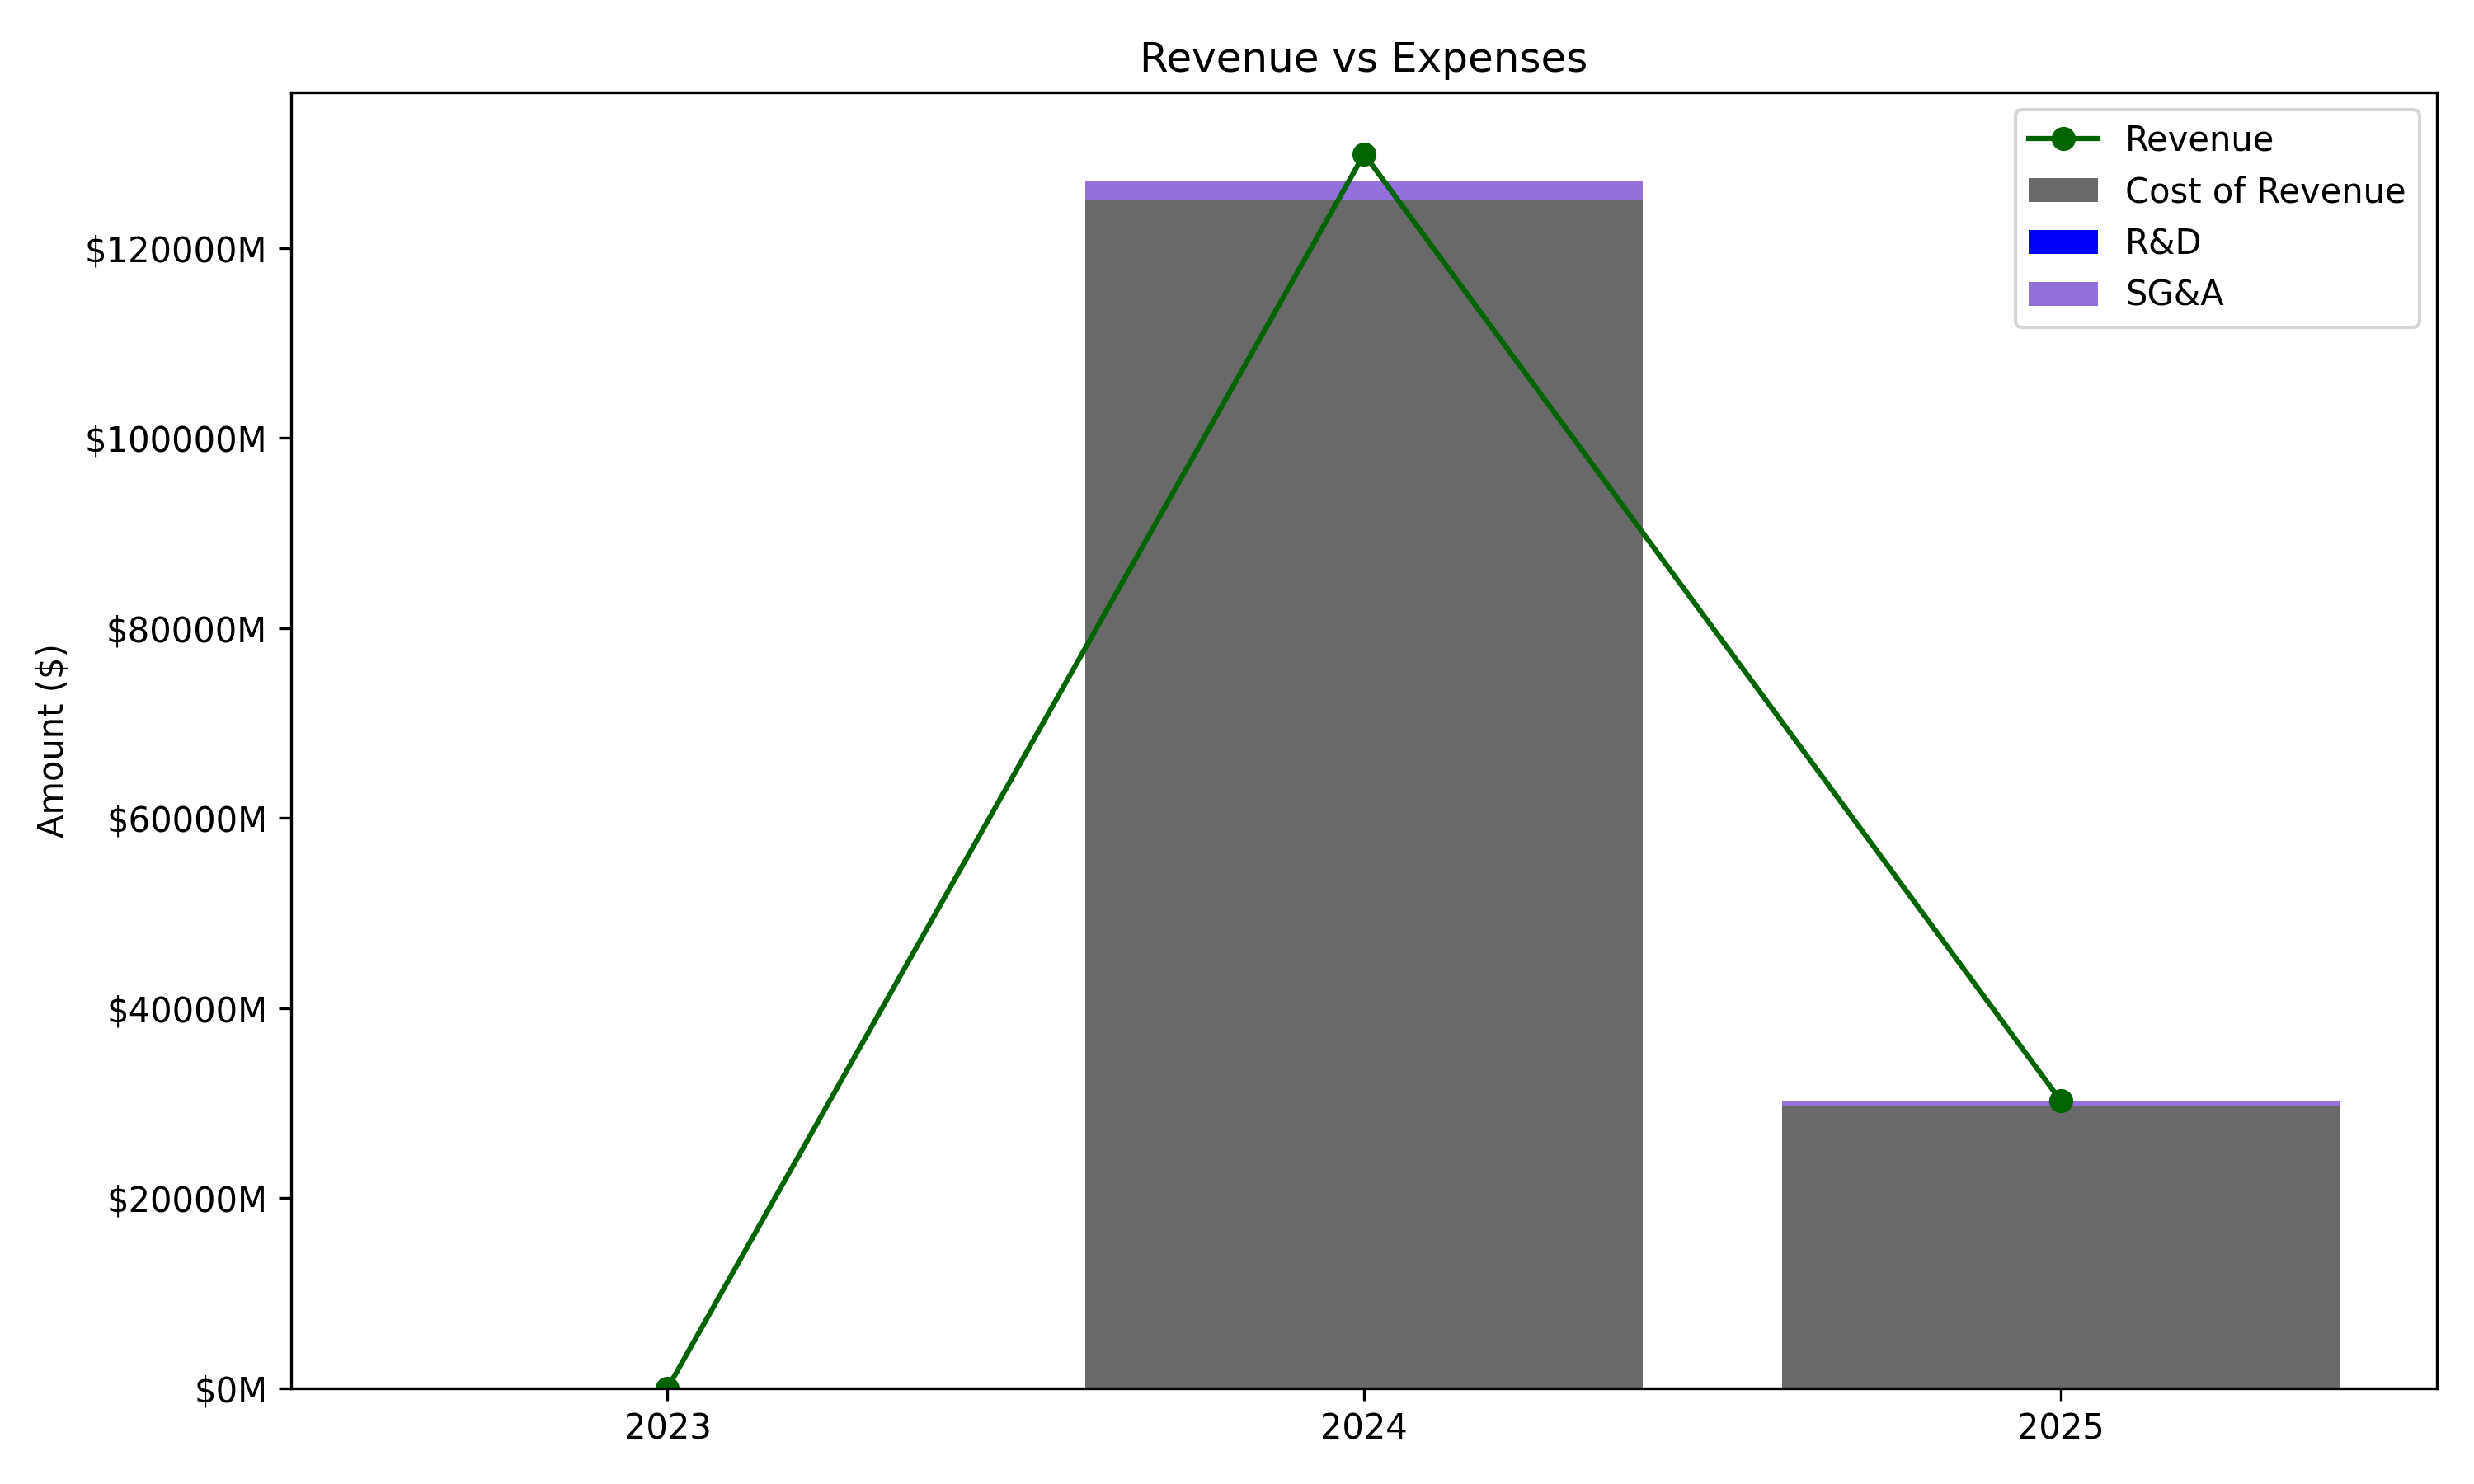 Revenue vs Expenses
Revenue
Cost of Revenue
R&D
SG&A
Amount ($)
$120000M
$100000M
$80000M
$60000M
$40000M
$20000M
$0M
2023
2024
2025